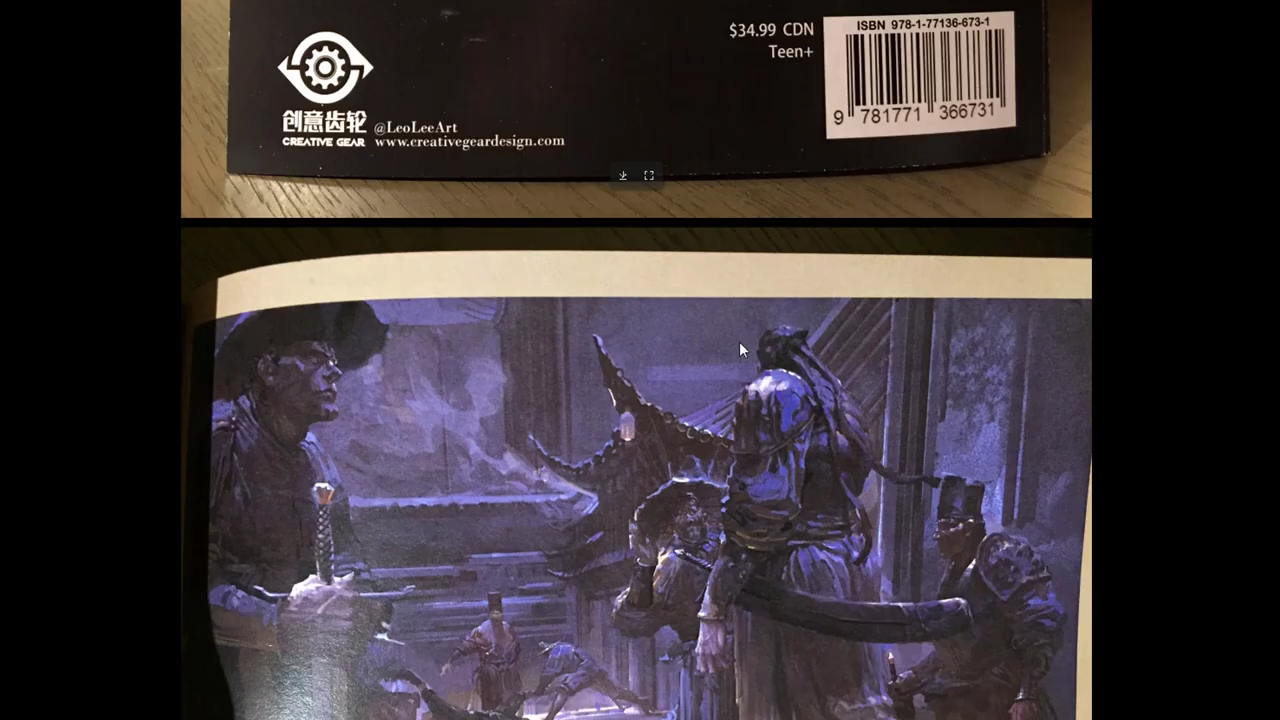 $34.99 CDN
Teen+
ISBN 978-1-77136-673-1
9 781771 366731
创意齿轮
CREATIVE GEAR
@LeoLeeArt
www.creativegeardesign.com